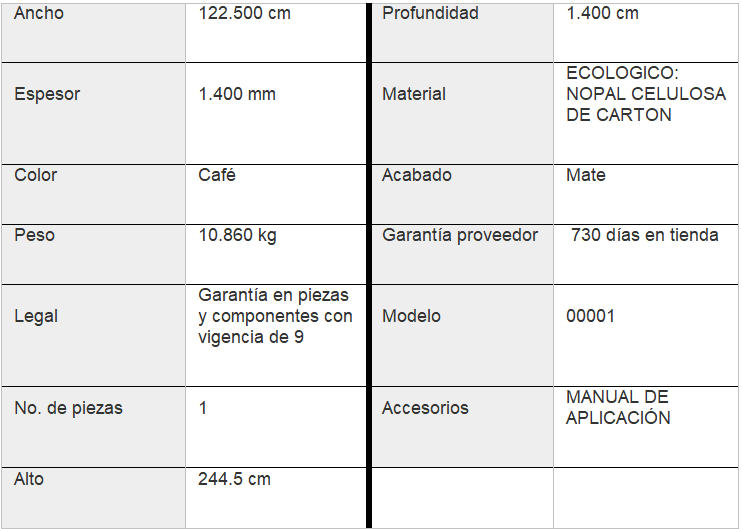 Ancho 122.500 cm Profundidad 1.400 cm
Espesor 1.400 mm Material ECOLOGICO:
NOPAL CELULOSA
DE CARTON
Color Café Acabado Mate
Peso 10.860 kg Garantía proveedor 730 días en tienda
Legal Garantía en piezas
y componentes con
vigencia de 9
Modelo 00001
No. de piezas 1 Accesorios MANUAL DE
APLICACIÓN
Alto 244.5 cm